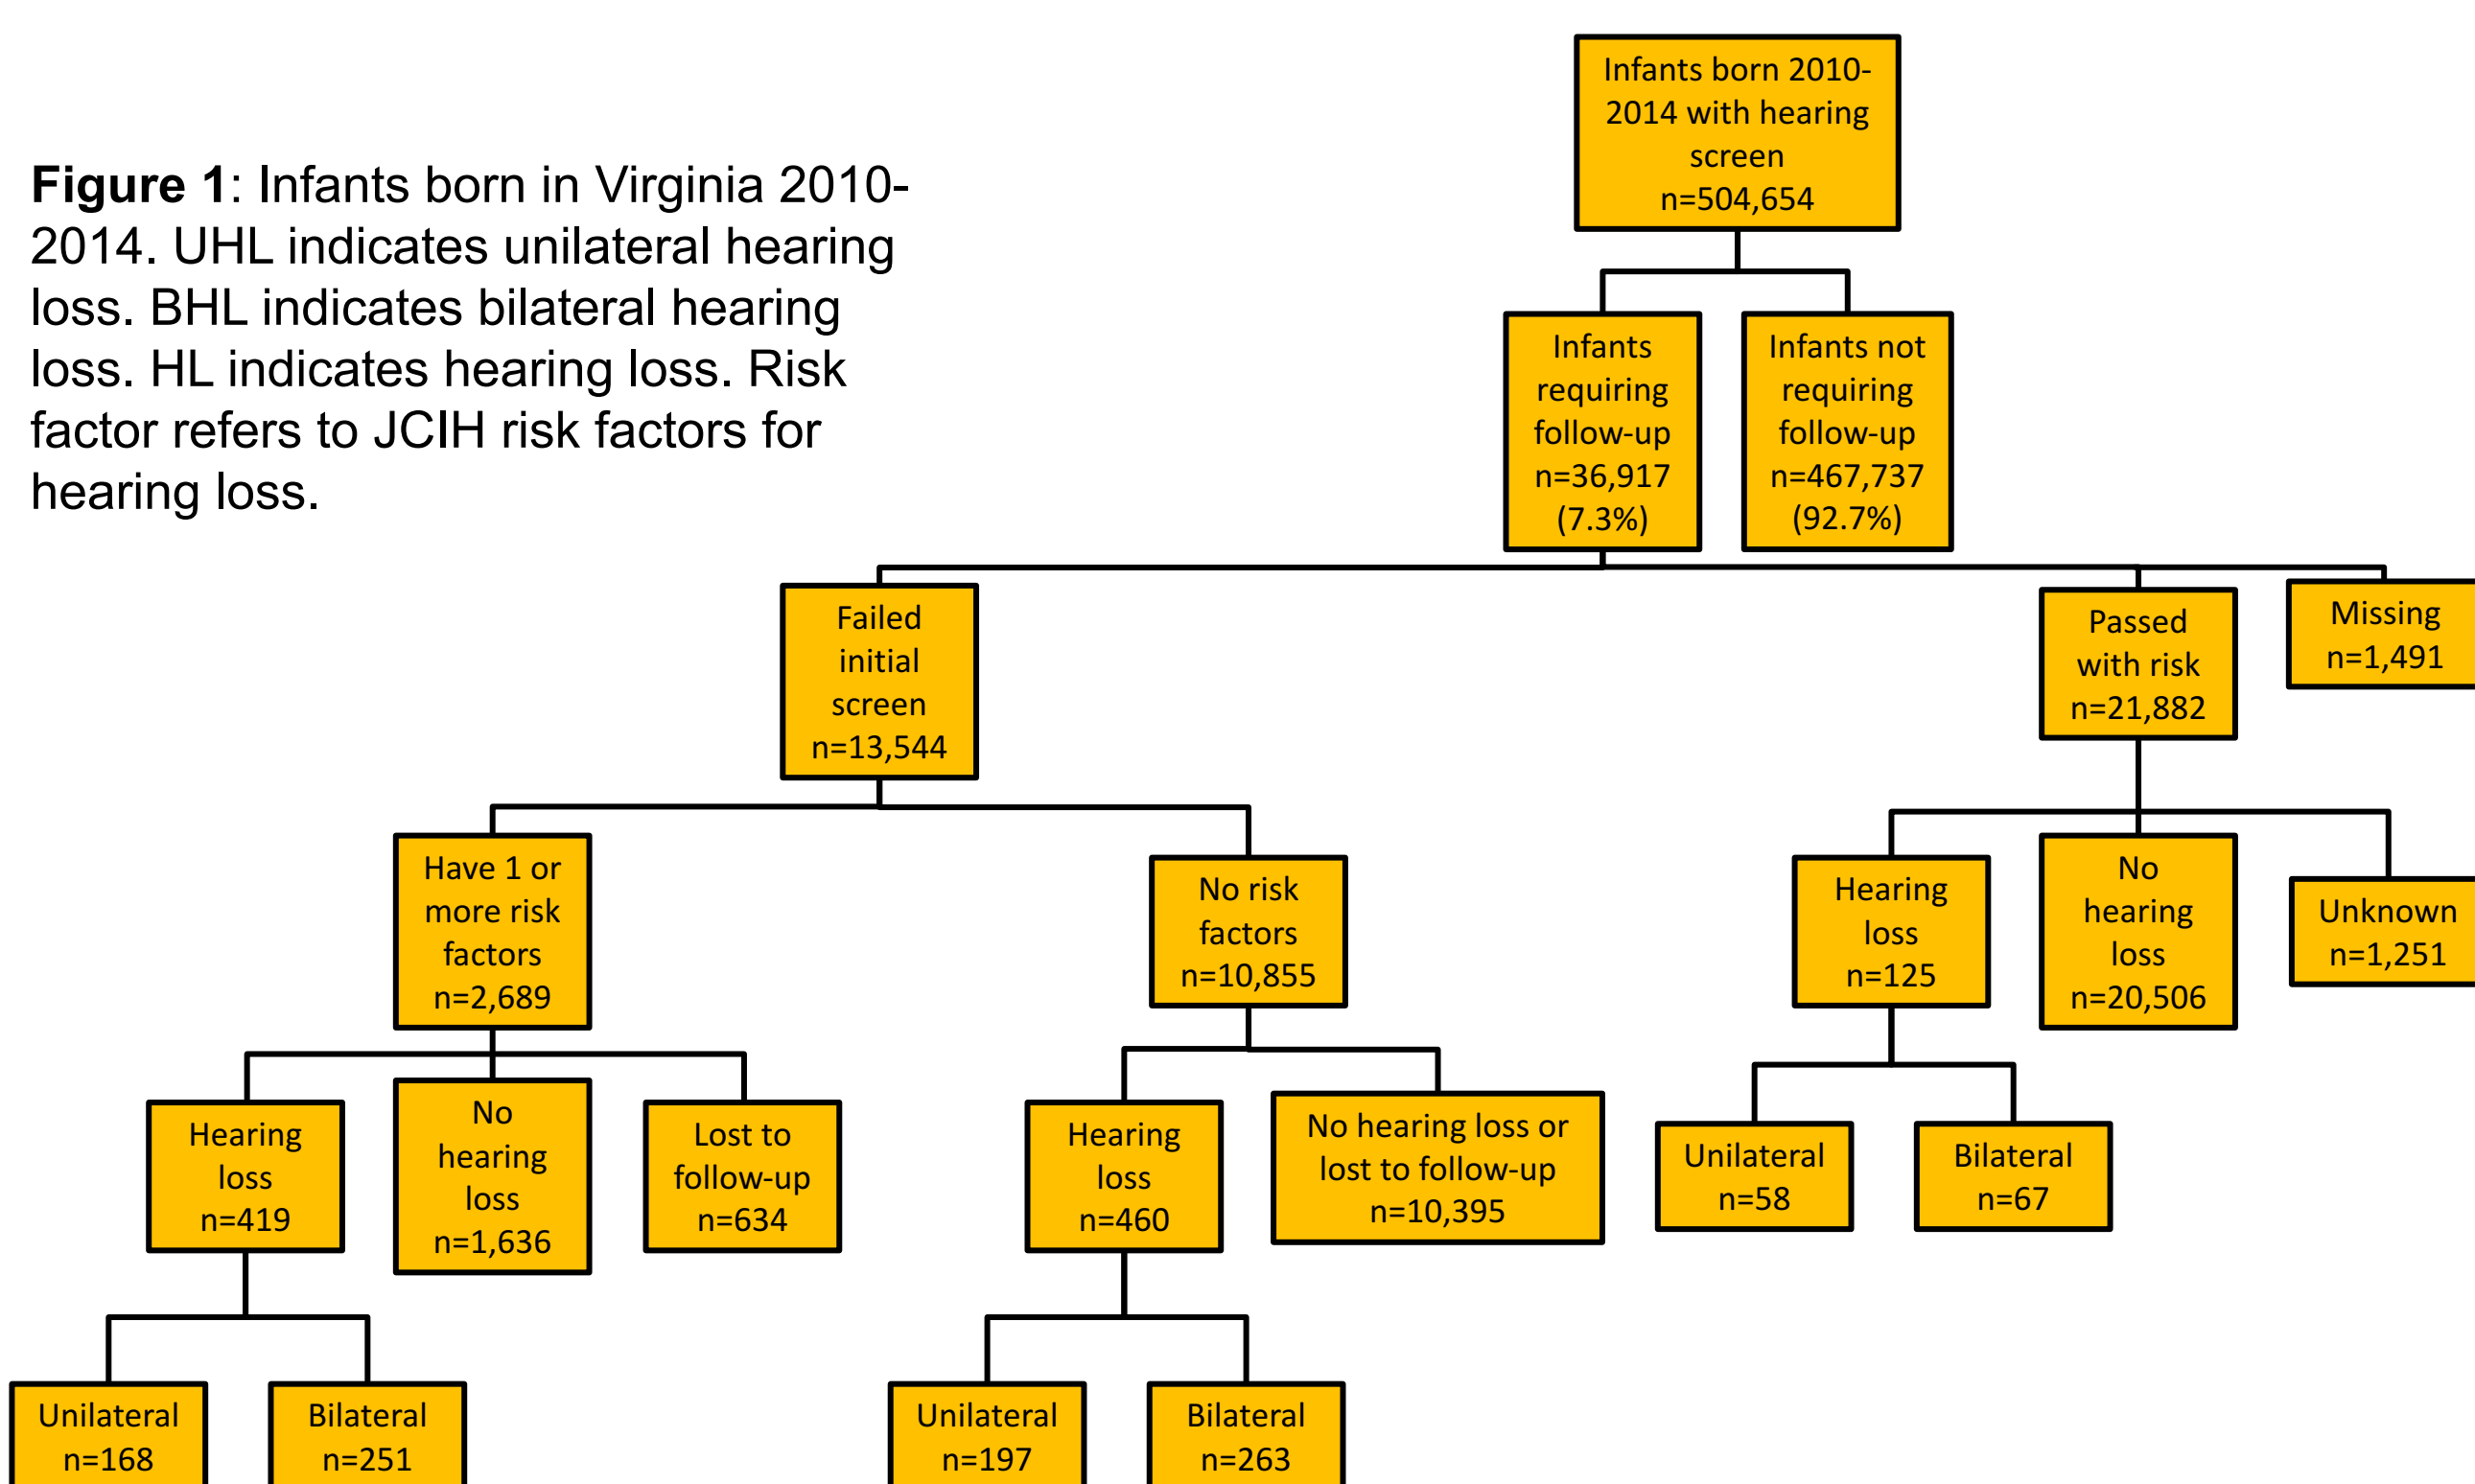 Figure 1: Infants born in Virginia 2010-
2014. UHL indicates unilateral hearing
loss. BHL indicates bilateral hearing
loss. HL indicates hearing loss. Risk
factor refers to JCIH risk factors for
hearing loss.
Infants born 2010-
2014 with hearing
screen
n=504,654
Infants
requiring
follow-up
n=36,917
(7.3%)
Infants not
requiring
follow-up
n=467,737
(92.7%)
Failed
initial
screen
n=13,544
Passed
with risk
n=21,882
Missing
n=1,491
Have 1 or
more risk
factors
n=2,689
No risk
factors
n=10,855
Hearing
loss
n=125
No
hearing
loss
n=20,506
Unknown
n=1,251
Hearing
loss
n=419
No
hearing
loss
n=1,636
Lost to
follow-up
n=634
Hearing
loss
n=460
No hearing loss or
lost to follow-up
n=10,395
Unilateral
n=58
Bilateral
n=67
Unilateral
n=168
Bilateral
n=251
Unilateral
n=197
Bilateral
n=263